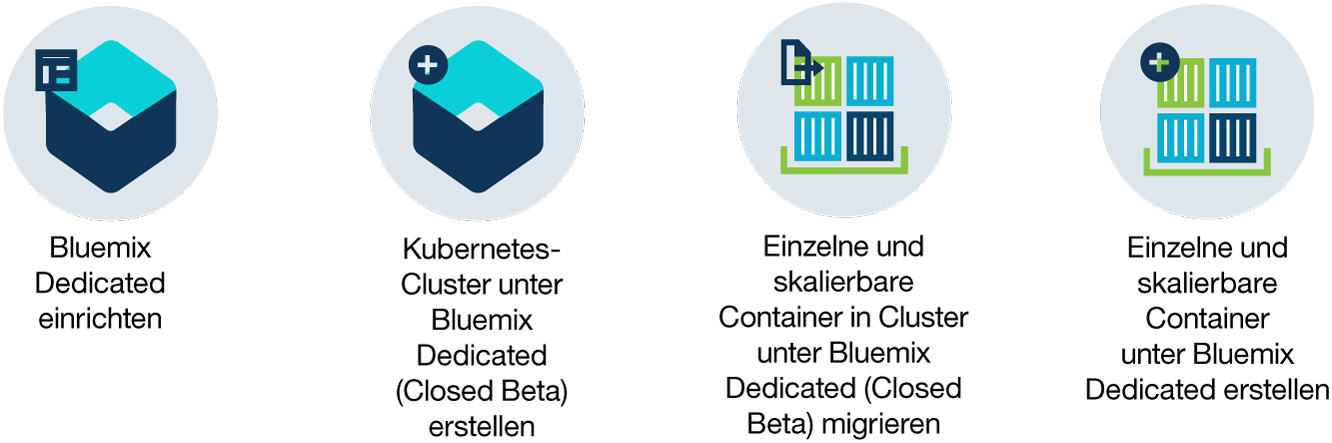 Bluemix
Dedicated
einrichten
Kubernetes-
Cluster unter
Bluemix
Dedicated
(Closed Beta)
erstellen
Einzelne und
skalierbare
Container in Cluster
unter Bluemix
Dedicated (Closed
Beta) migrieren
Einzelne und
skalierbare
Container
unter Bluemix
Dedicated erstellen